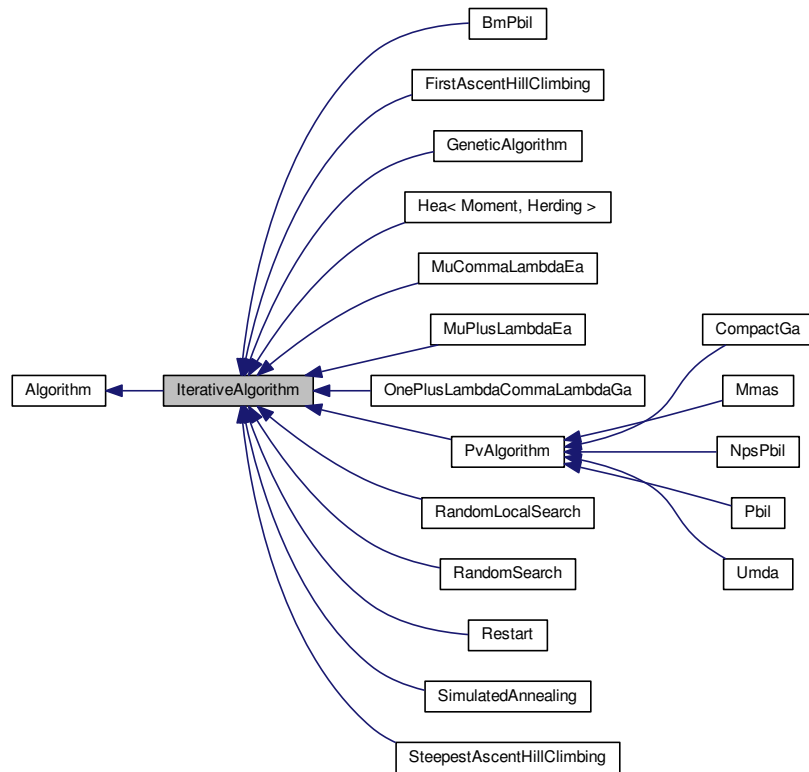 BmPbil
FirstAscentHillClimbing
GeneticAlgorithm
Hea< Moment, Herding >
MuCommaLambdaEa
CompactGa
MuPlusLambdaEa
Algorithm
IterativeAlgorithm
OnePlusLambdaCommaLambdaGa
Mmas
PvAlgorithm
NpsPbil
RandomLocalSearch
Pbil
RandomSearch
Umda
Restart
SimulatedAnnealing
SteepestAscentHillClimbing